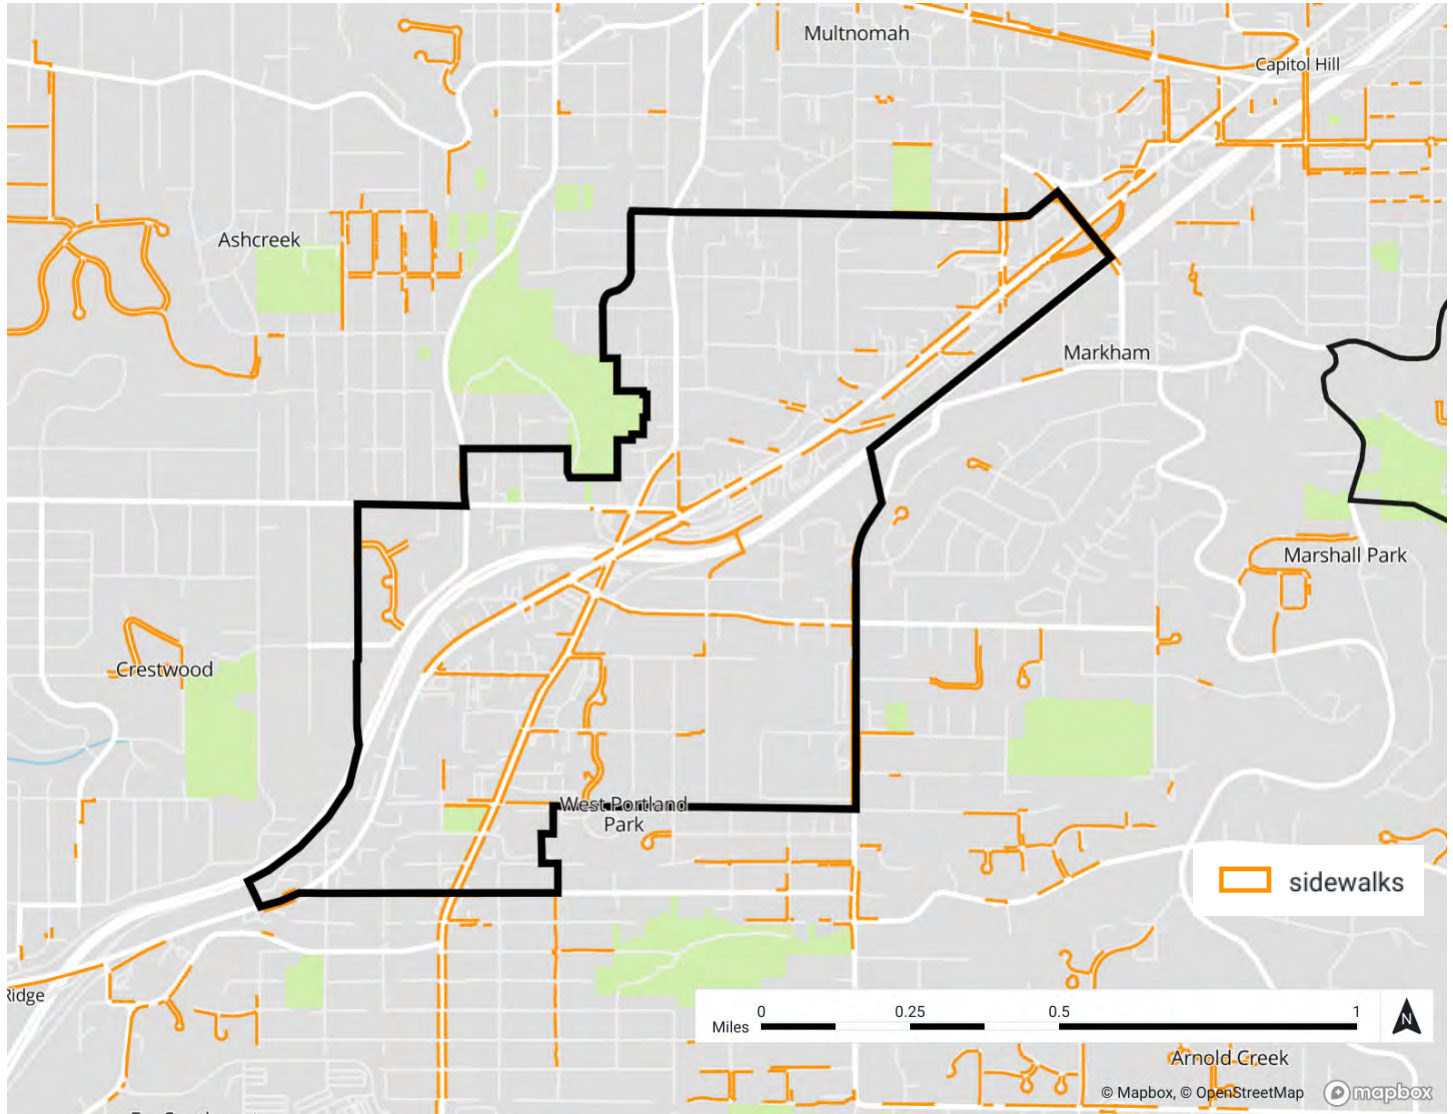 Multnomah
Capitol Hill
Ashcreek
Markham
Marshall Park
Crestwood
West Portland
Park
sidewalks
Ridge
0 0.25 0.5 1
Miles
N
Arnold Creek
© Mapbox, © OpenStreetMap mapbox